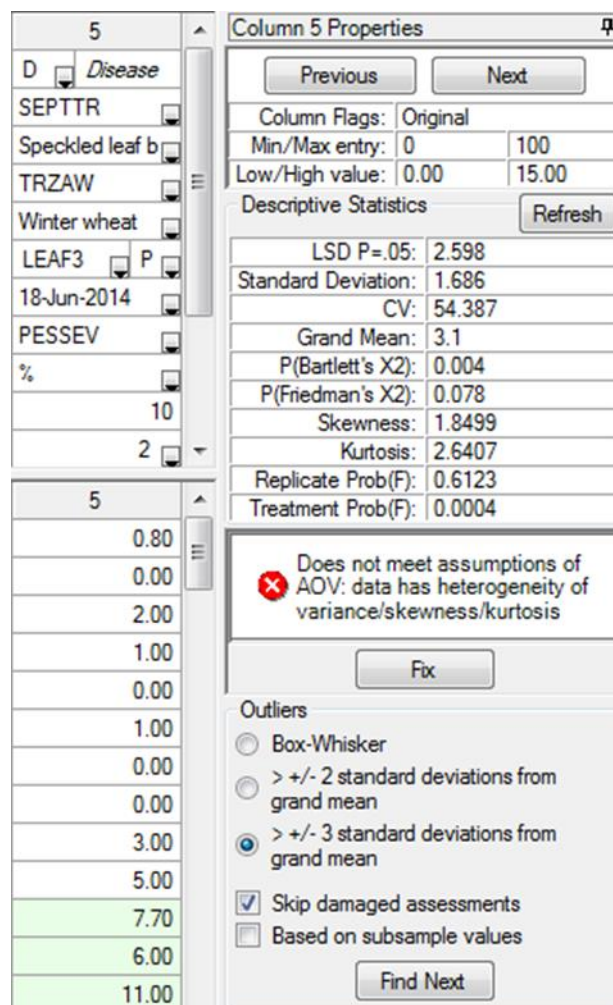 5
D Disease
SEPTTR
Speckled leaf b
TRZAW
Winter wheat
LEAF3 P
18-Jun-2014
PESSEV
%
10
2
5
0.80
0.00
2.00
1.00
0.00
1.00
0.00
0.00
3.00
5.00
7.70
6.00
11.00
Column 5 Properties
Previous Next
Column Flags: Original
Min/Max entry: 0 100
Low/High value: 0.00 15.00
Descriptive Statistics Refresh
LSD P=.05: 2.598
Standard Deviation: 1.686
CV: 54.387
Grand Mean: 3.1
P(Bartlett's X2): 0.004
P(Friedman's X2): 0.078
Skewness: 1.8499
Kurtosis: 2.6407
Replicate Prob(F): 0.6123
Treatment Prob(F): 0.0004
Does not meet assumptions of
AOV: data has heterogeneity of
variance/skewness/kurtosis
Fix
Outliers
Box-Whisker
> +/- 2 standard deviations from
grand mean
> +/- 3 standard deviations from
grand mean
Skip damaged assessments
Based on subsample values
Find Next